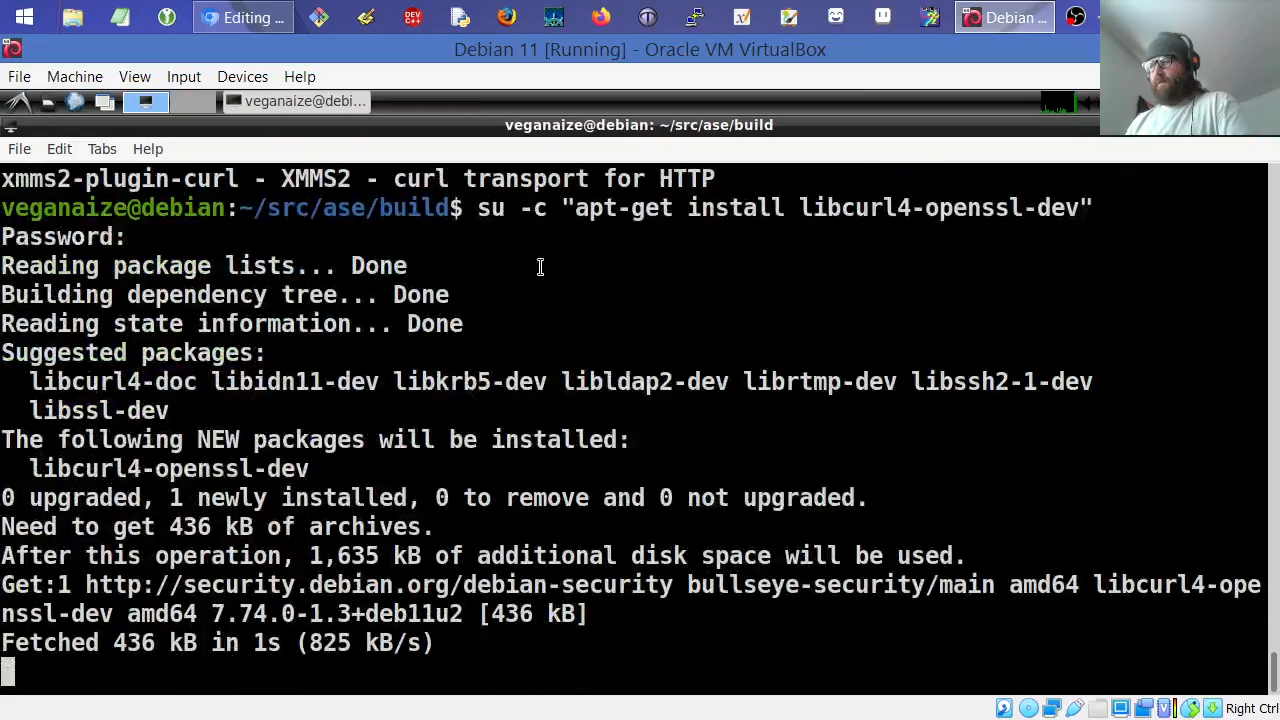 Editing ...
Debian ...
Debian 11 [Running] - Oracle VM VirtualBox
File Machine View Input Devices Help
veganaize@debi...
veganaize@debian: ~/src/ase/build
File Edit Tabs Help
xmms2-plugin-curl - XMMS2 - curl transport for HTTP
veganaize@debian:~/src/ase/build$ su -c "apt-get install libcurl4-openssl-dev"
Password:
Reading package lists... Done
Building dependency tree... Done
Reading state information... Done
Suggested packages:
libcurl4-doc libidn11-dev libkrb5-dev libldap2-dev librtmp-dev libssh2-1-dev
libssl-dev
The following NEW packages will be installed:
libcurl4-openssl-dev
0 upgraded, 1 newly installed, 0 to remove and 0 not upgraded.
Need to get 436 kB of archives.
After this operation, 1,635 kB of additional disk space will be used.
Get:1 http://security.debian.org/debian-security bullseye-security/main amd64 libcurl4-ope
nssl-dev amd64 7.74.0-1.3+deb11u2 [436 kB]
Fetched 436 kB in 1s (825 kB/s)
Right Ctrl